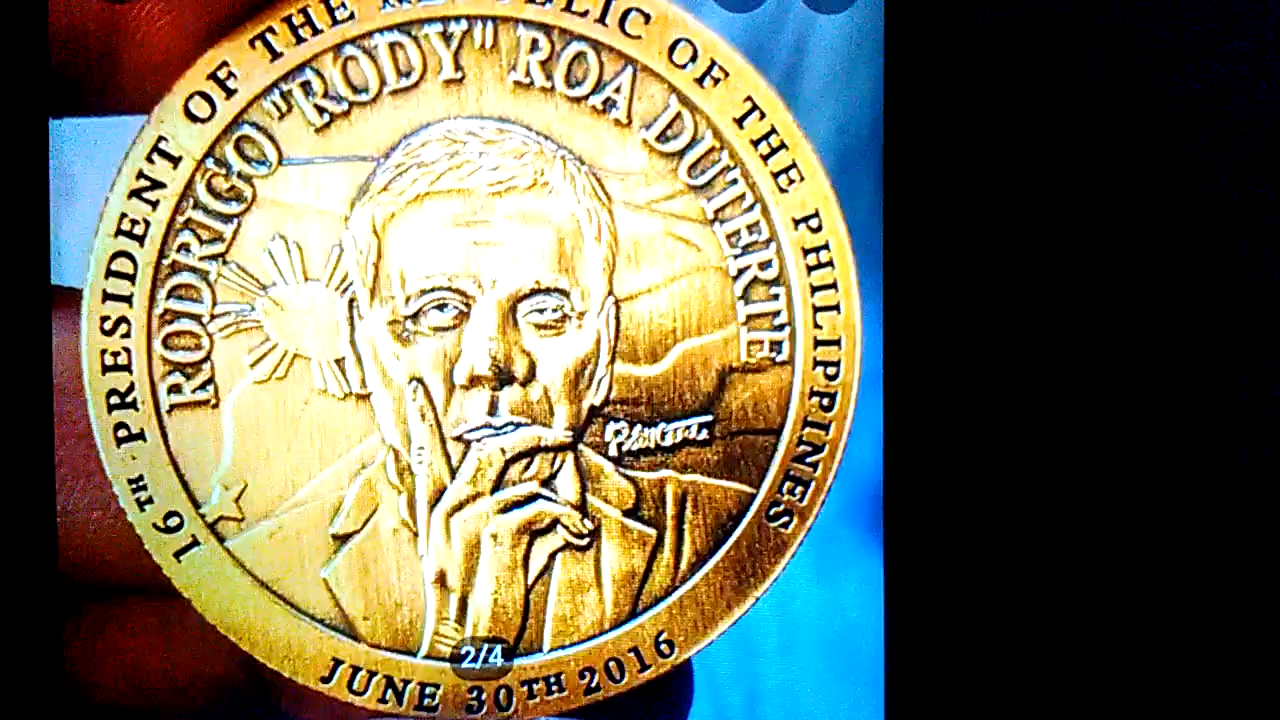 16TH PRESIDENT OF THE REPUBLIC OF THE PHILIPPINES
RODRIGO "RODY" ROA DUTERTE
2/4
JUNE 30TH 2016